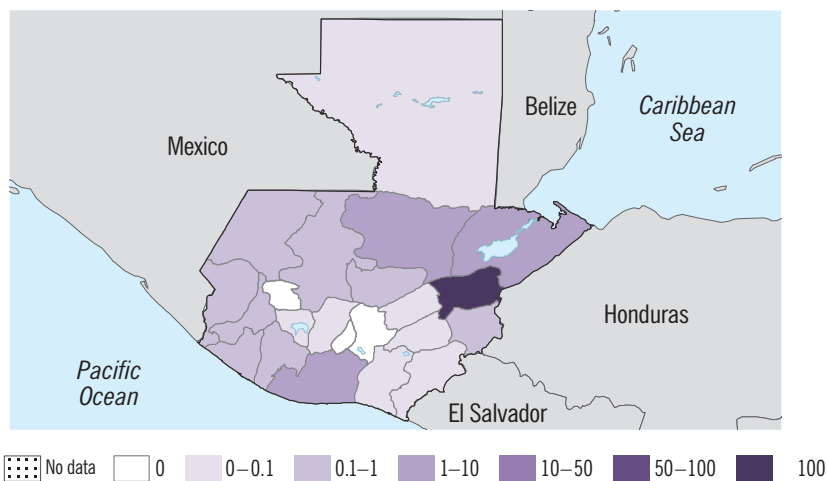 Belize
Caribbean
Sea
Mexico
Honduras
Pacific
Ocean
El Salvador
No data 0 0–0.1 0.1–1 1–10 10–50 50–100 100